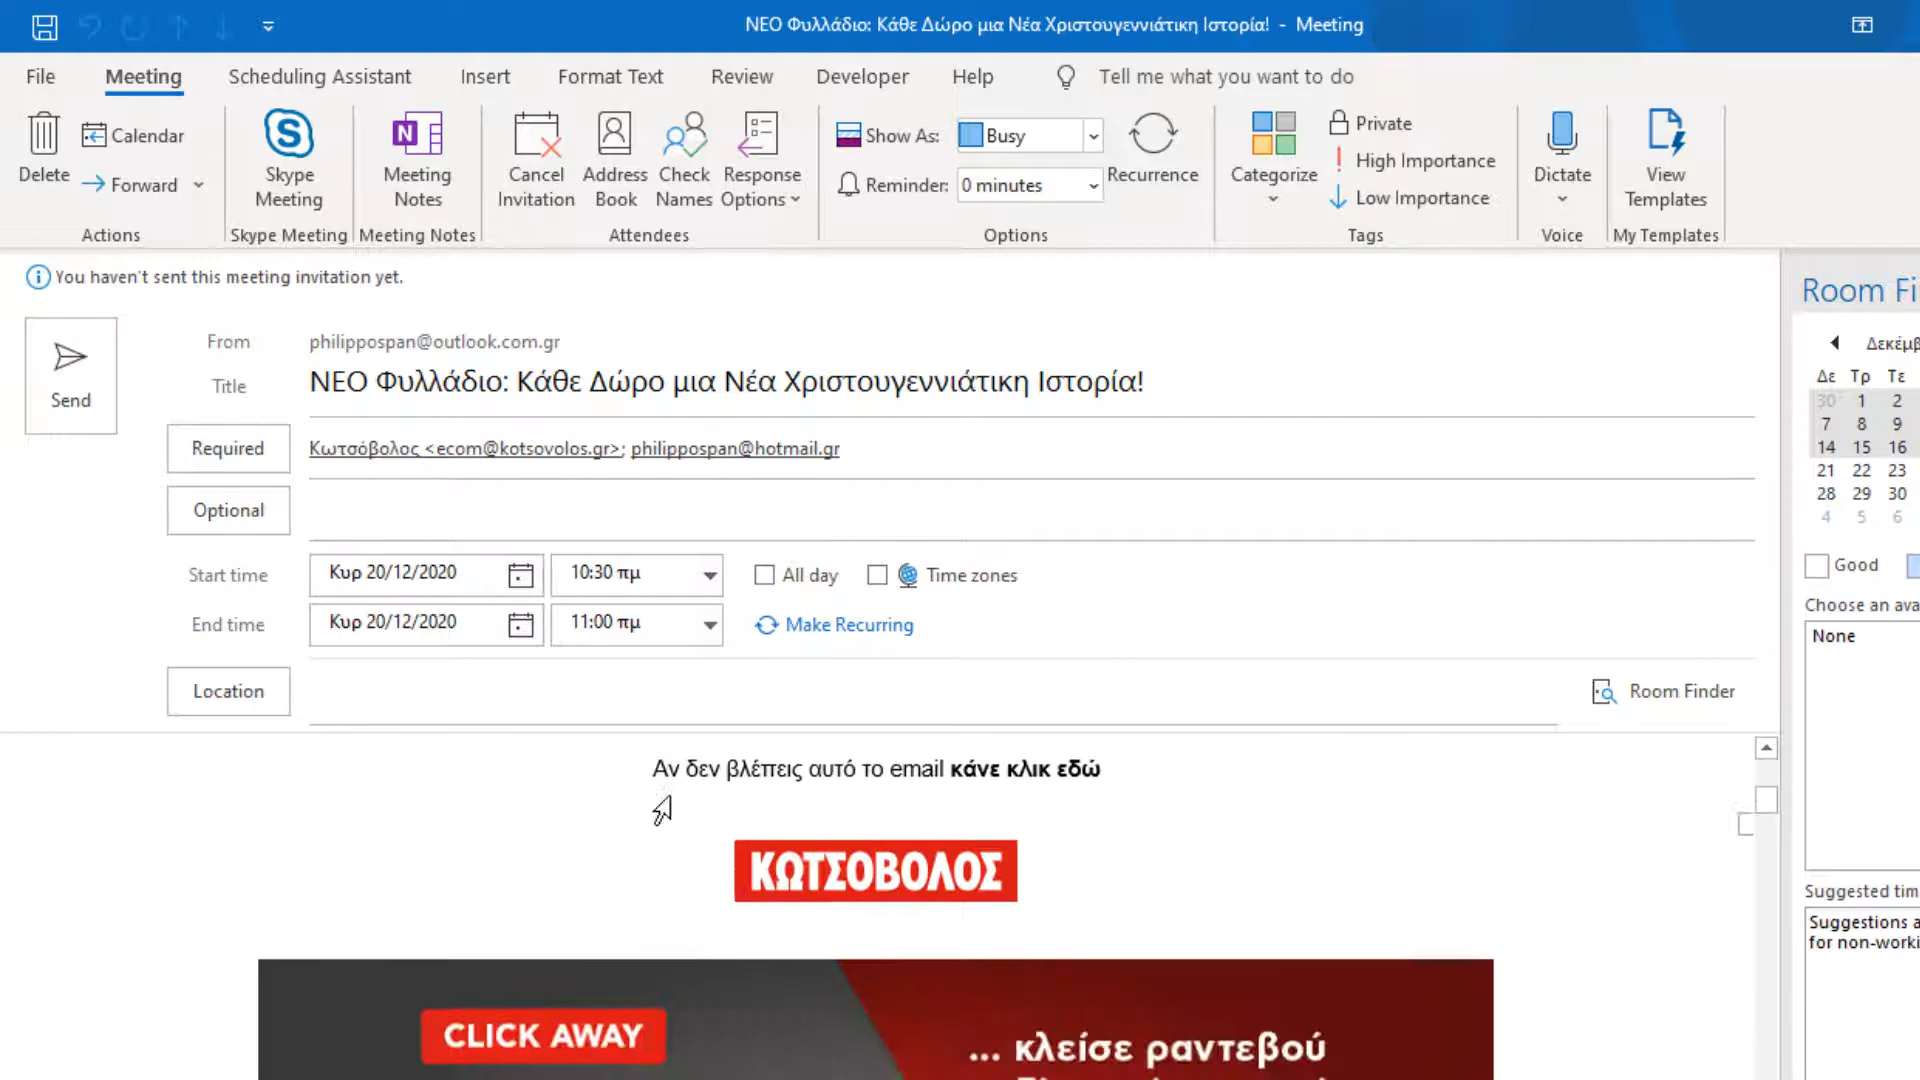 ΝΕΟ Φυλλάδιο: Κάθε Δώρο μια Νέα Χριστουγεννιάτικη Ιστορία! - Meeting
File Meeting Scheduling Assistant Insert Format Text Review Developer Help Tell me what you want to do
Delete
Calendar
Forward
Actions
Skype Meeting
Skype Meeting
Meeting Notes
Meeting Notes
Cancel Invitation
Address Book
Check Names
Response Options
Attendees
Show As: Busy
Reminder: 0 minutes
Recurrence
Options
Categorize
Private
High Importance
Low Importance
Tags
Dictate
Voice
View Templates
My Templates
You haven't sent this meeting invitation yet.
Send
From philippospan@outlook.com.gr
Title ΝΕΟ Φυλλάδιο: Κάθε Δώρο μια Νέα Χριστουγεννιάτικη Ιστορία!
Required Κωτσόβολος <ecom@kotsovolos.gr>; philippospan@hotmail.gr
Optional
Start time Κυρ 20/12/2020 10:30 πμ All day Time zones
End time Κυρ 20/12/2020 11:00 πμ Make Recurring
Location Room Finder
Αν δεν βλέπεις αυτό το email κάνε κλικ εδώ
ΚΩΤΣΟΒΟΛΟΣ
CLICK AWAY
... κλείσε ραντεβού
Room Fi
Δεκέμβ
Δε Τρ Τε
30 1 2
7 8 9
14 15 16
21 22 23
28 29 30
4 5 6
Good
Choose an ava
None
Suggested tim
Suggestions a
for non-worki